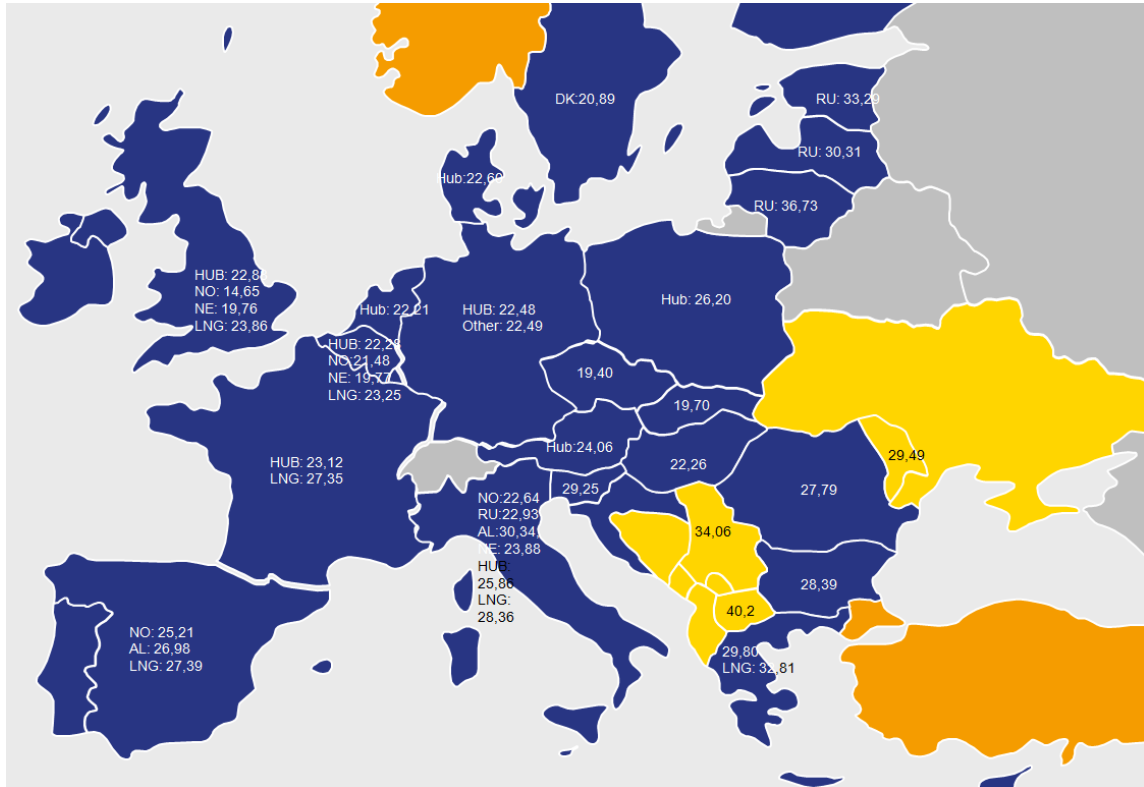 DK:20,89
RU: 33,29
RU: 30,31
Hub:22,60
RU: 36,73
HUB: 22,88
NO: 14,65
NE: 19,76
LNG: 23,86
Hub: 22,21
HUB: 22,48
Other: 22,49
Hub: 26,20
HUB: 22,28
NO:21,48
NE: 19,77
LNG: 23,25
19,40
19,70
Hub:24,06
22,26
29,49
HUB: 23,12
LNG: 27,35
29,25
27,79
NO:22,64
RU:22,93
AL:30,34
NE: 23,88
HUB:
25,86
LNG:
28,36
34,06
28,39
40,2
NO: 25,21
AL: 26,98
LNG: 27,39
29,80
LNG: 32,81